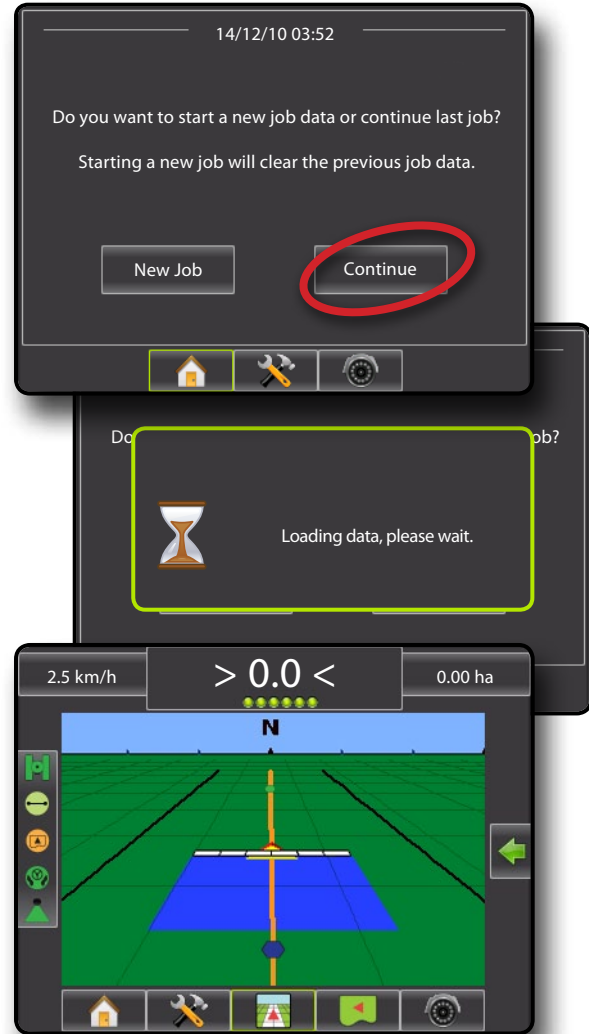 14/12/10 03:52
Do you want to start a new job data or continue last job?
Starting a new job will clear the previous job data.
New Job
Continue
Do
ob?
Loading data, please wait.
2.5 km/h
> 0.0 <
0.00 ha
N